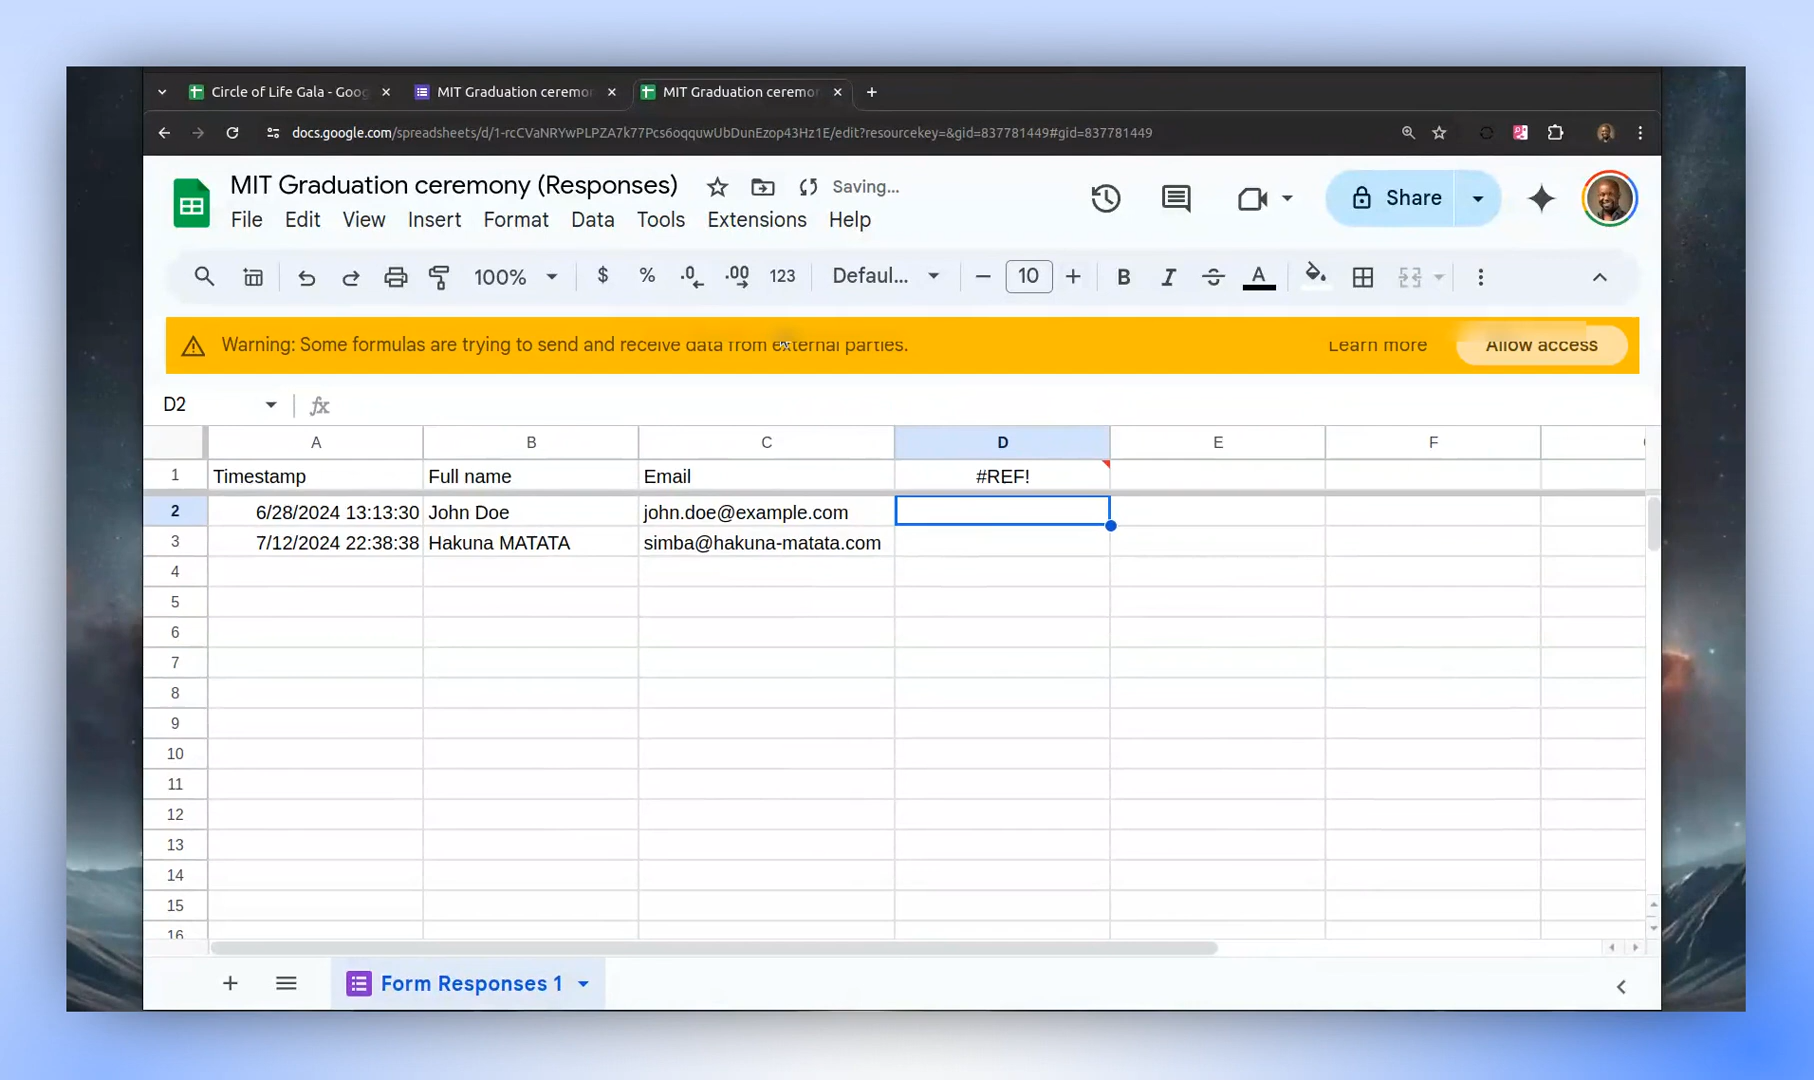 Circle of Life Gala - Goog
MIT Graduation ceremon
MIT Graduation ceremon
docs.google.com/spreadsheets/d/1-rcCVaNRYwPLPZA7k77Pcs6oqquwUbDunEzop43Hz1E/edit?resourcekey=&gid=837781449#gid=837781449
MIT Graduation ceremony (Responses)
Saving...
Share
File Edit View Insert Format Data Tools Extensions Help
100% $ % .0 .00 123 Defaul... 10 B I S A
Warning: Some formulas are trying to send and receive data from external parties.
Learn more
Allow access
D2 fx
A B C D E F
1 Timestamp Full name Email #REF!
2 6/28/2024 13:13:30 John Doe john.doe@example.com
3 7/12/2024 22:38:38 Hakuna MATATA simba@hakuna-matata.com
4
5
6
7
8
9
10
11
12
13
14
15
16
Form Responses 1